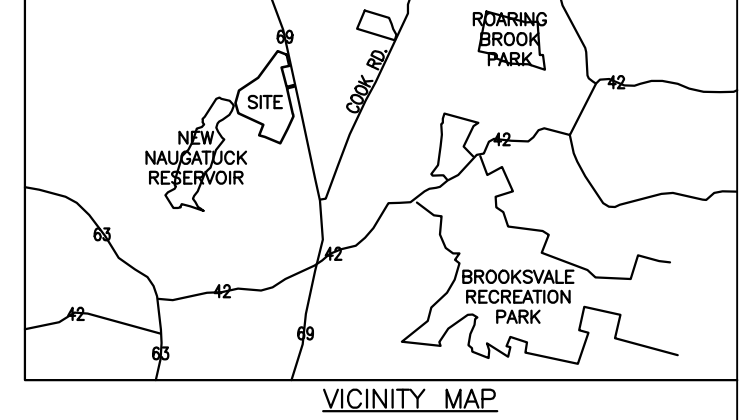 ROARING
BROOK
PARK
69
COOK RD.
42
SITE
42
NEW
NAUGATUCK
RESERVOIR
63
42
42
BROOKSVALE
RECREATION
PARK
42
69
63
VICINITY MAP